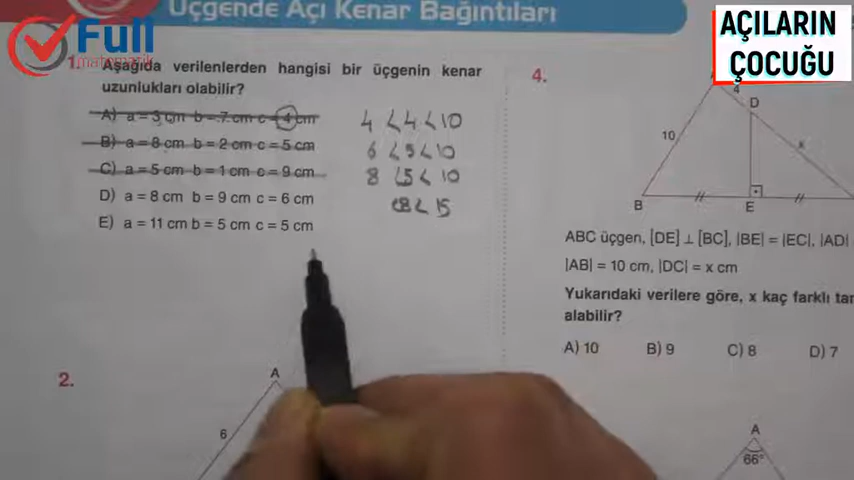 Üçgende Açı Kenar Bağıntıları
Full
matematik
AÇILARIN
ÇOCUĞU
1. Aşağıda verilenlerden hangisi bir üçgenin kenar
uzunlukları olabilir?
A) a = 3 cm b = 7 cm c = 4 cm
B) a = 8 cm b = 2 cm c = 5 cm
C) a = 5 cm b = 1 cm c = 9 cm
D) a = 8 cm b = 9 cm c = 6 cm
E) a = 11 cm b = 5 cm c = 5 cm
4 < 4 < 10
6 < 5 < 10
8 < 5 < 10
< 15
2.
A
6
4.
4
D
10
x
B
E
ABC üçgen, [DE] ⊥ [BC], |BE| = |EC|, |AD|
|AB| = 10 cm, |DC| = x cm
Yukarıdaki verilere göre, x kaç farklı
alabilir?
A) 10 B) 9 C) 8 D) 7
A
66°